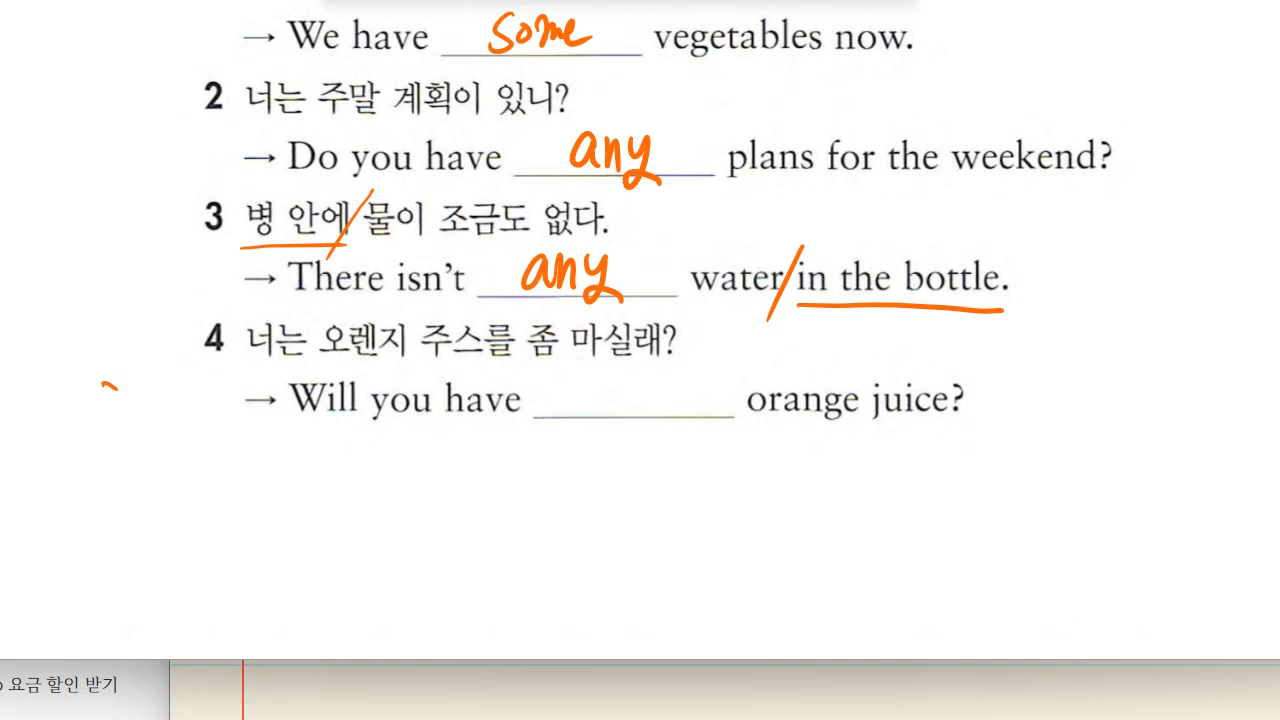 → We have some vegetables now.
2 너는 주말 계획이 있니?
→ Do you have any plans for the weekend?
3 병 안에/물이 조금도 없다.
→ There isn't any water/in the bottle.
4 너는 오렌지 주스를 좀 마실래?
→ Will you have ________ orange juice?
요금 할인 받기